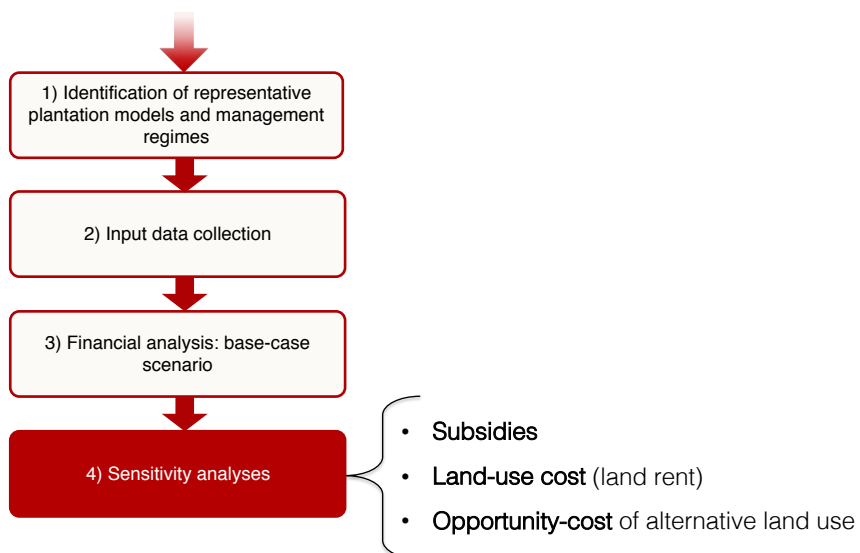 1) Identification of representative
plantation models and management
regimes
2) Input data collection
3) Financial analysis: base-case
scenario
4) Sensitivity analyses
• Subsidies
• Land-use cost (land rent)
• Opportunity-cost of alternative land use